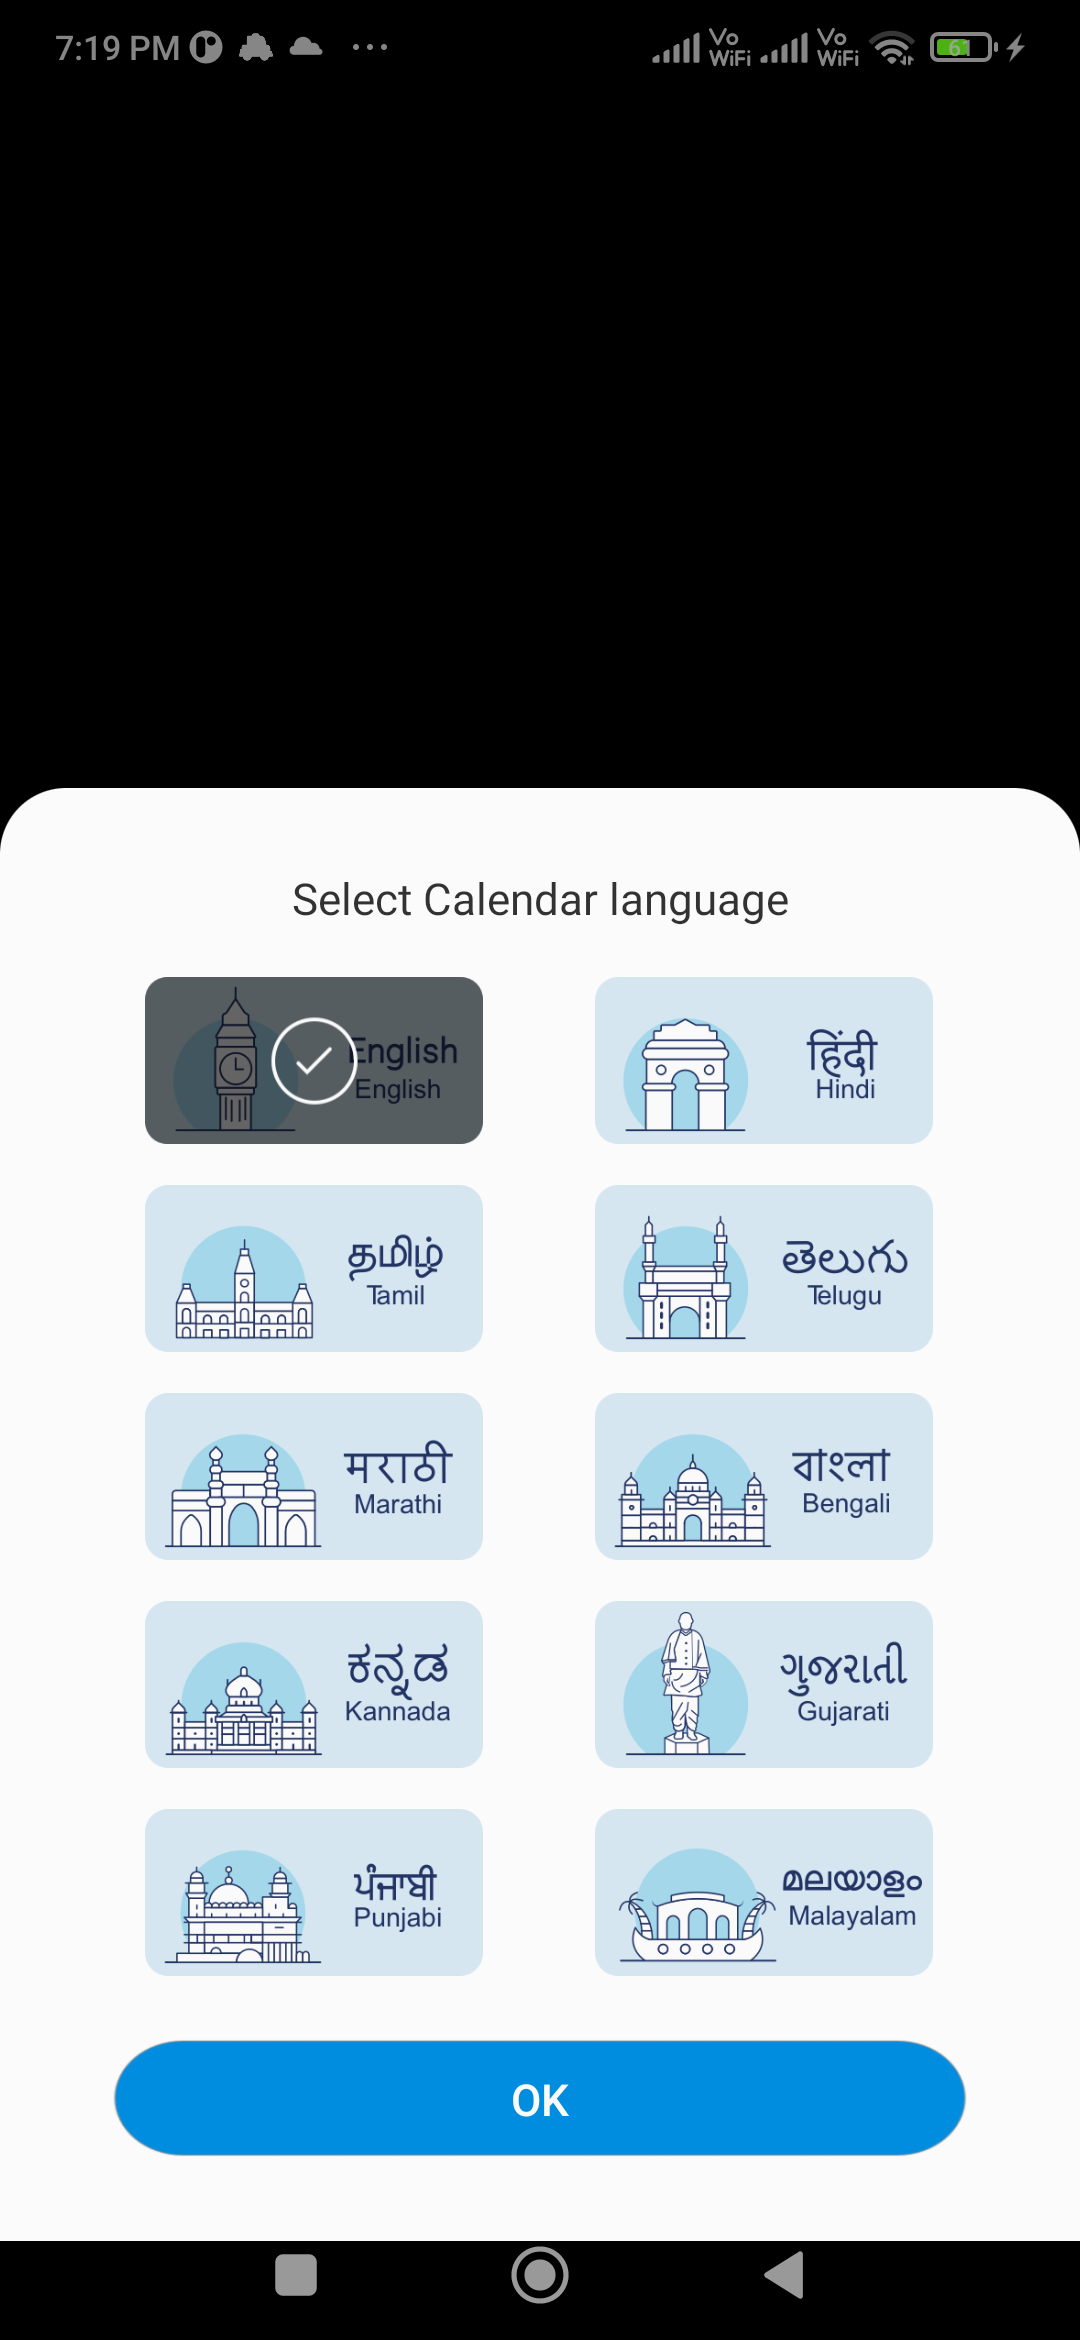 7:19 PM
Vo WiFi Vo WiFi 61
Select Calendar language
English
English
हिंदी
Hindi
தமிழ்
Tamil
తెలుగు
Telugu
मराठी
Marathi
বাংলা
Bengali
ಕನ್ನಡ
Kannada
ગુજરાતી
Gujarati
ਪੰਜਾਬੀ
Punjabi
മലയാളം
Malayalam
OK